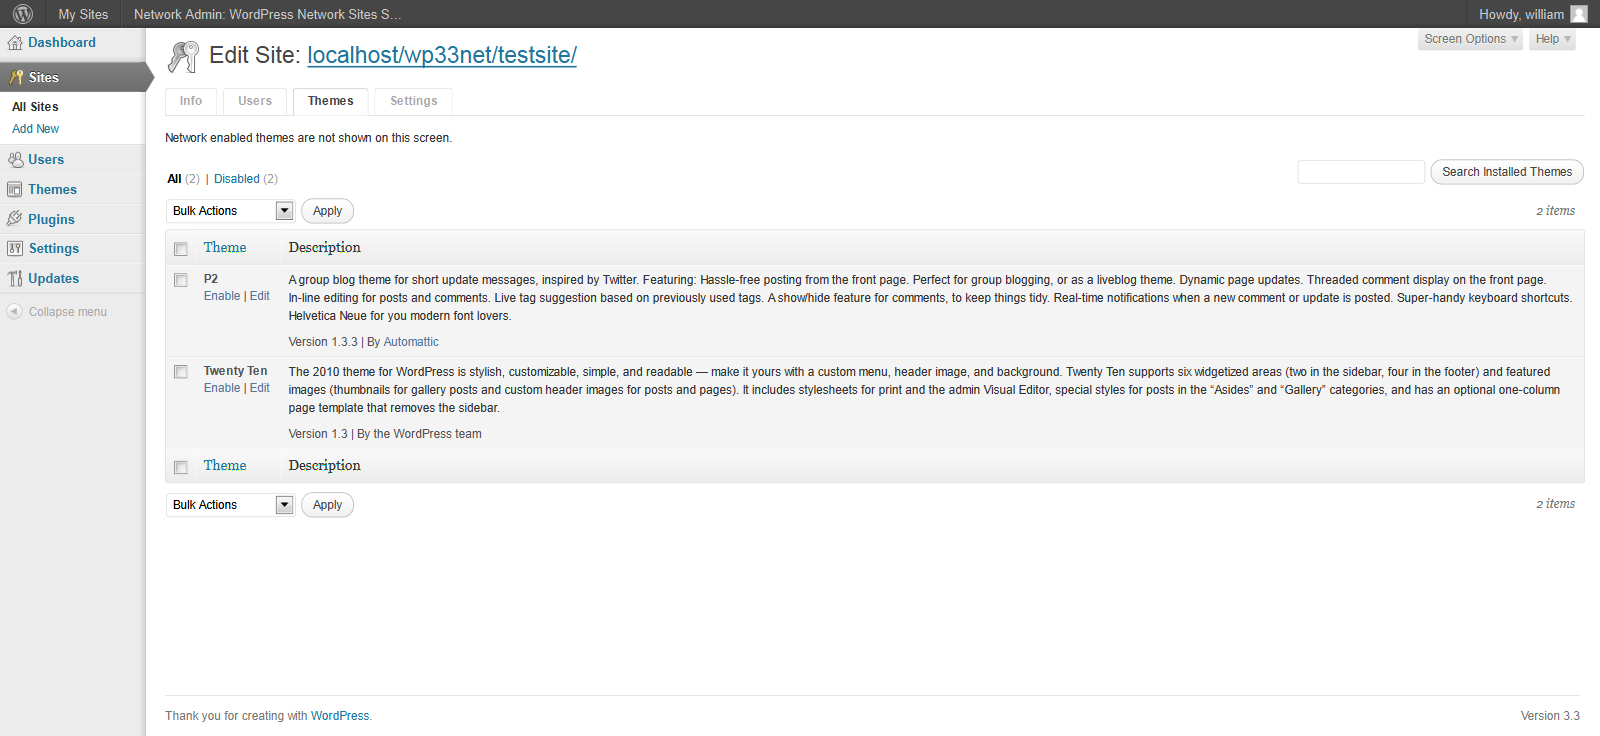 My Sites Network Admin: WordPress Network Sites S... Howdy, william
Screen Options Help
Dashboard
Sites
All Sites
Add New
Users
Themes
Plugins
Settings
Updates
Collapse menu
Edit Site: localhost/wp33net/testsite/
Info Users Themes Settings
Network enabled themes are not shown on this screen.
All (2) | Disabled (2)
Search Installed Themes
Bulk Actions Apply 2 items
Theme Description
P2
Enable | Edit
A group blog theme for short update messages, inspired by Twitter. Featuring: Hassle-free posting from the front page. Perfect for group blogging, or as a liveblog theme. Dynamic page updates. Threaded comment display on the front page.
In-line editing for posts and comments. Live tag suggestion based on previously used tags. A show/hide feature for comments, to keep things tidy. Real-time notifications when a new comment or update is posted. Super-handy keyboard shortcuts.
Helvetica Neue for you modern font lovers.
Version 1.3.3 | By Automattic
Twenty Ten
Enable | Edit
The 2010 theme for WordPress is stylish, customizable, simple, and readable — make it yours with a custom menu, header image, and background. Twenty Ten supports six widgetized areas (two in the sidebar, four in the footer) and featured
images (thumbnails for gallery posts and custom header images for posts and pages). It includes stylesheets for print and the admin Visual Editor, special styles for posts in the “Asides” and “Gallery” categories, and has an optional one-column
page template that removes the sidebar.
Version 1.3 | By the WordPress team
Theme Description
Bulk Actions Apply 2 items
Thank you for creating with WordPress. Version 3.3